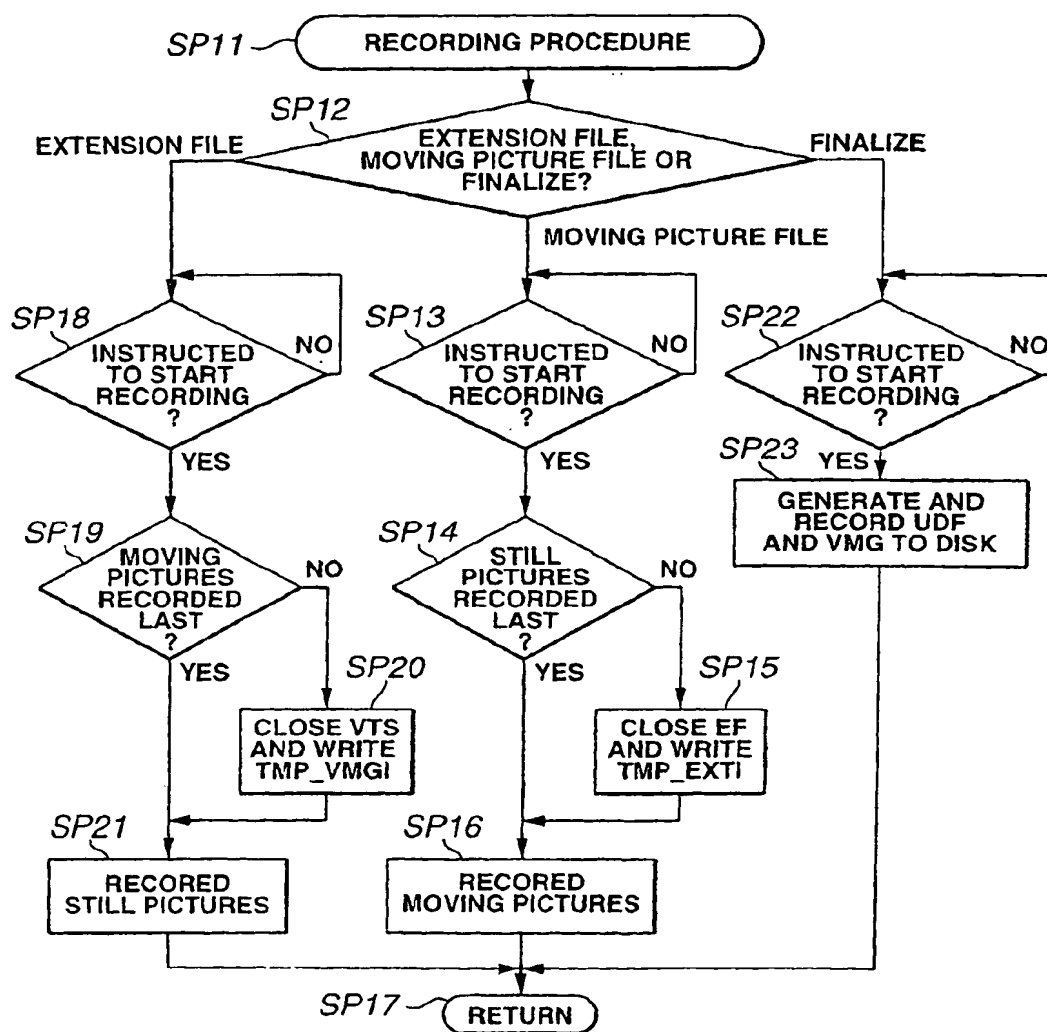 SP11
RECORDING PROCEDURE
SP12
EXTENSION FILE
EXTENSION FILE,
MOVING PICTURE FILE OR
FINALIZE?
FINALIZE
MOVING PICTURE FILE
SP18
INSTRUCTED
TO START
RECORDING
?
NO
YES
SP13
INSTRUCTED
TO START
RECORDING
?
NO
YES
SP22
INSTRUCTED
TO START
RECORDING
?
NO
YES
SP23
GENERATE AND
RECORD UDF
AND VMG TO DISK
SP19
MOVING
PICTURES
RECORDED
LAST
?
NO
YES
SP14
STILL
PICTURES
RECORDED
LAST
?
NO
YES
SP20
CLOSE VTS
AND WRITE
TMP_VMGI
SP15
CLOSE EF
AND WRITE
TMP_EXTI
SP21
RECORED
STILL PICTURES
SP16
RECORED
MOVING PICTURES
SP17
RETURN